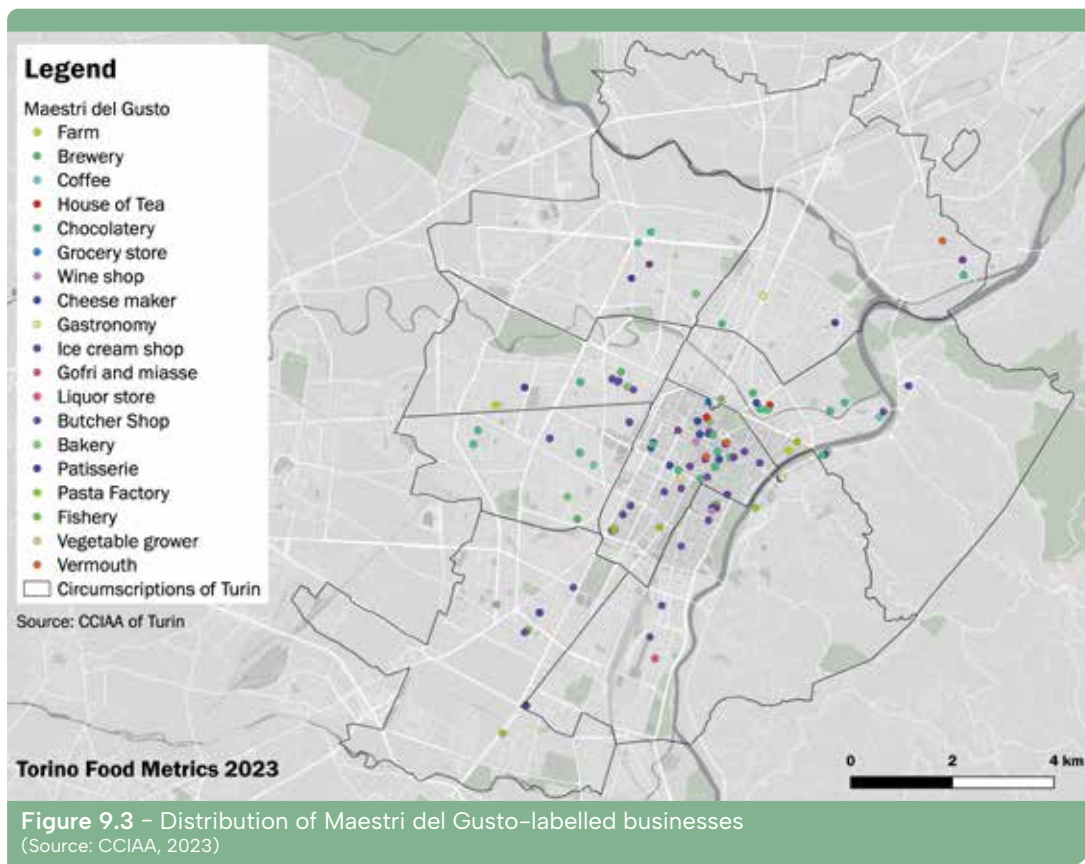 Legend
Maestri del Gusto
Farm
Brewery
Coffee
House of Tea
Chocolatery
Grocery store
Wine shop
Cheese maker
Gastronomy
Ice cream shop
Gofri and miasse
Liquor store
Butcher Shop
Bakery
Patisserie
Pasta Factory
Fishery
Vegetable grower
Vermouth
Circumscriptions of Turin
Source: CCIAA of Turin
Torino Food Metrics 2023
0 2 4 km
Figure 9.3 – Distribution of Maestri del Gusto-labelled businesses
(Source: CCIAA, 2023)